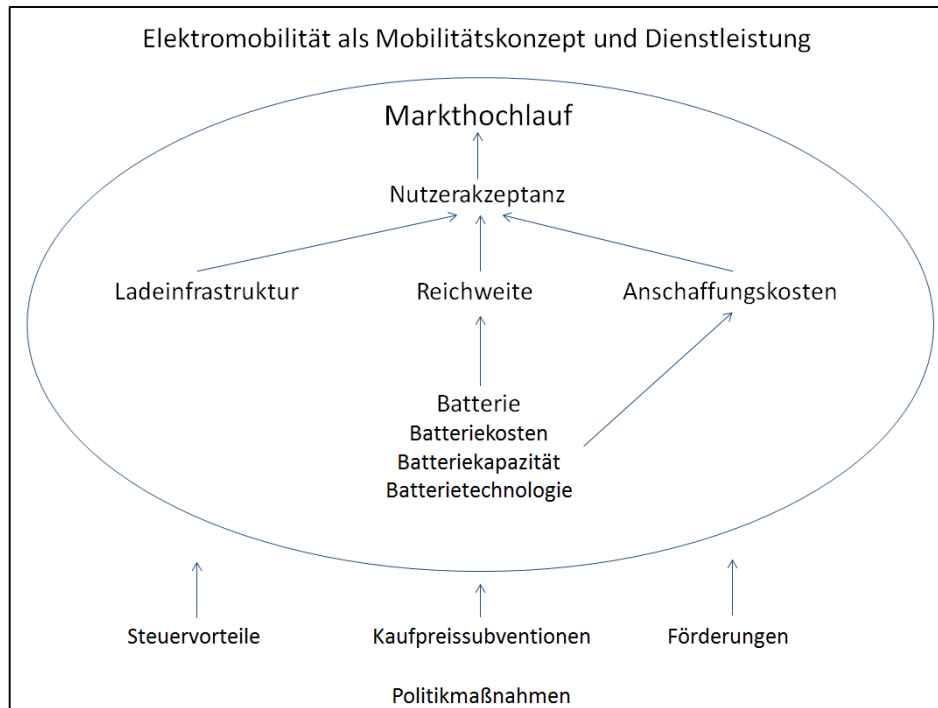 Elektromobilität als Mobilitätskonzept und Dienstleistung
Markthochlauf
Nutzerakzeptanz
Ladeinfrastruktur
Reichweite
Anschaffungskosten
Batterie
Batteriekosten
Batteriekapazität
Batterietechnologie
Steuervorteile
Kaufpreissubventionen
Förderungen
Politikmaßnahmen